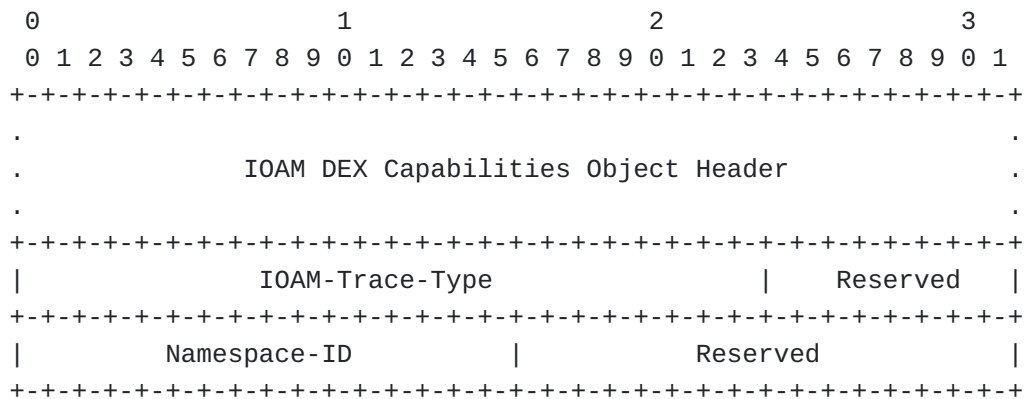 0                   1                   2                   3
 0 1 2 3 4 5 6 7 8 9 0 1 2 3 4 5 6 7 8 9 0 1 2 3 4 5 6 7 8 9 0 1
+-+-+-+-+-+-+-+-+-+-+-+-+-+-+-+-+-+-+-+-+-+-+-+-+-+-+-+-+-+-+-+-+
.                                                               .
.              IOAM DEX Capabilities Object Header              .
.                                                               .
+-+-+-+-+-+-+-+-+-+-+-+-+-+-+-+-+-+-+-+-+-+-+-+-+-+-+-+-+-+-+-+-+
|               IOAM-Trace-Type                 |    Reserved   |
+-+-+-+-+-+-+-+-+-+-+-+-+-+-+-+-+-+-+-+-+-+-+-+-+-+-+-+-+-+-+-+-+
|         Namespace-ID          |           Reserved            |
+-+-+-+-+-+-+-+-+-+-+-+-+-+-+-+-+-+-+-+-+-+-+-+-+-+-+-+-+-+-+-+-+